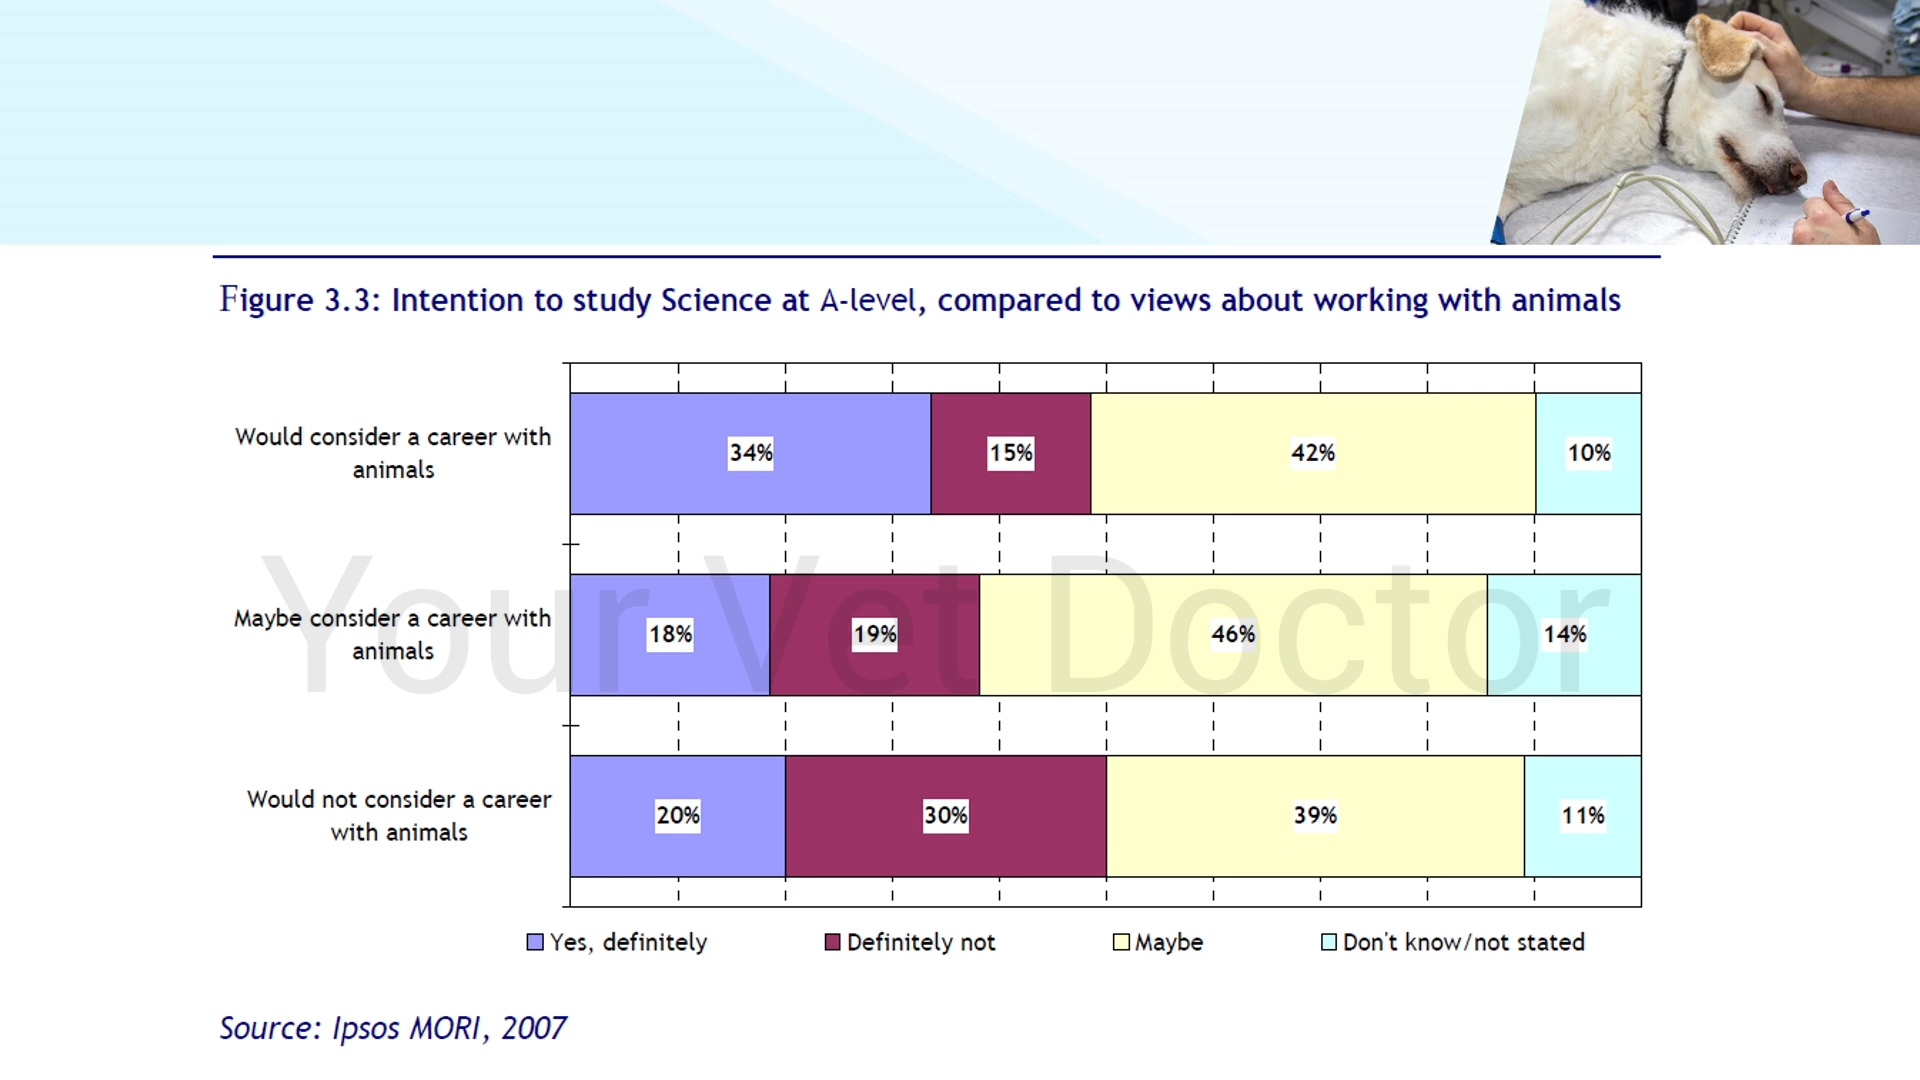 Figure 3.3: Intention to study Science at A-level, compared to views about working with animals
Would consider a career with
animals
34%
15%
42%
10%
Maybe consider a career with
animals
18%
19%
46%
14%
Would not consider a career
with animals
20%
30%
39%
11%
Your Vet Doctor
Yes, definitely
Definitely not
Maybe
Don't know/not stated
Source: Ipsos MORI, 2007